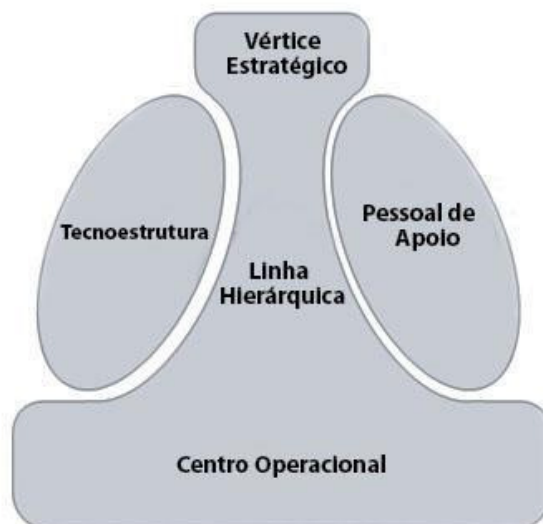 Vértice
Estratégico
Tecnoestrutura
Pessoal de
Apoio
Linha
Hierárquica
Centro Operacional